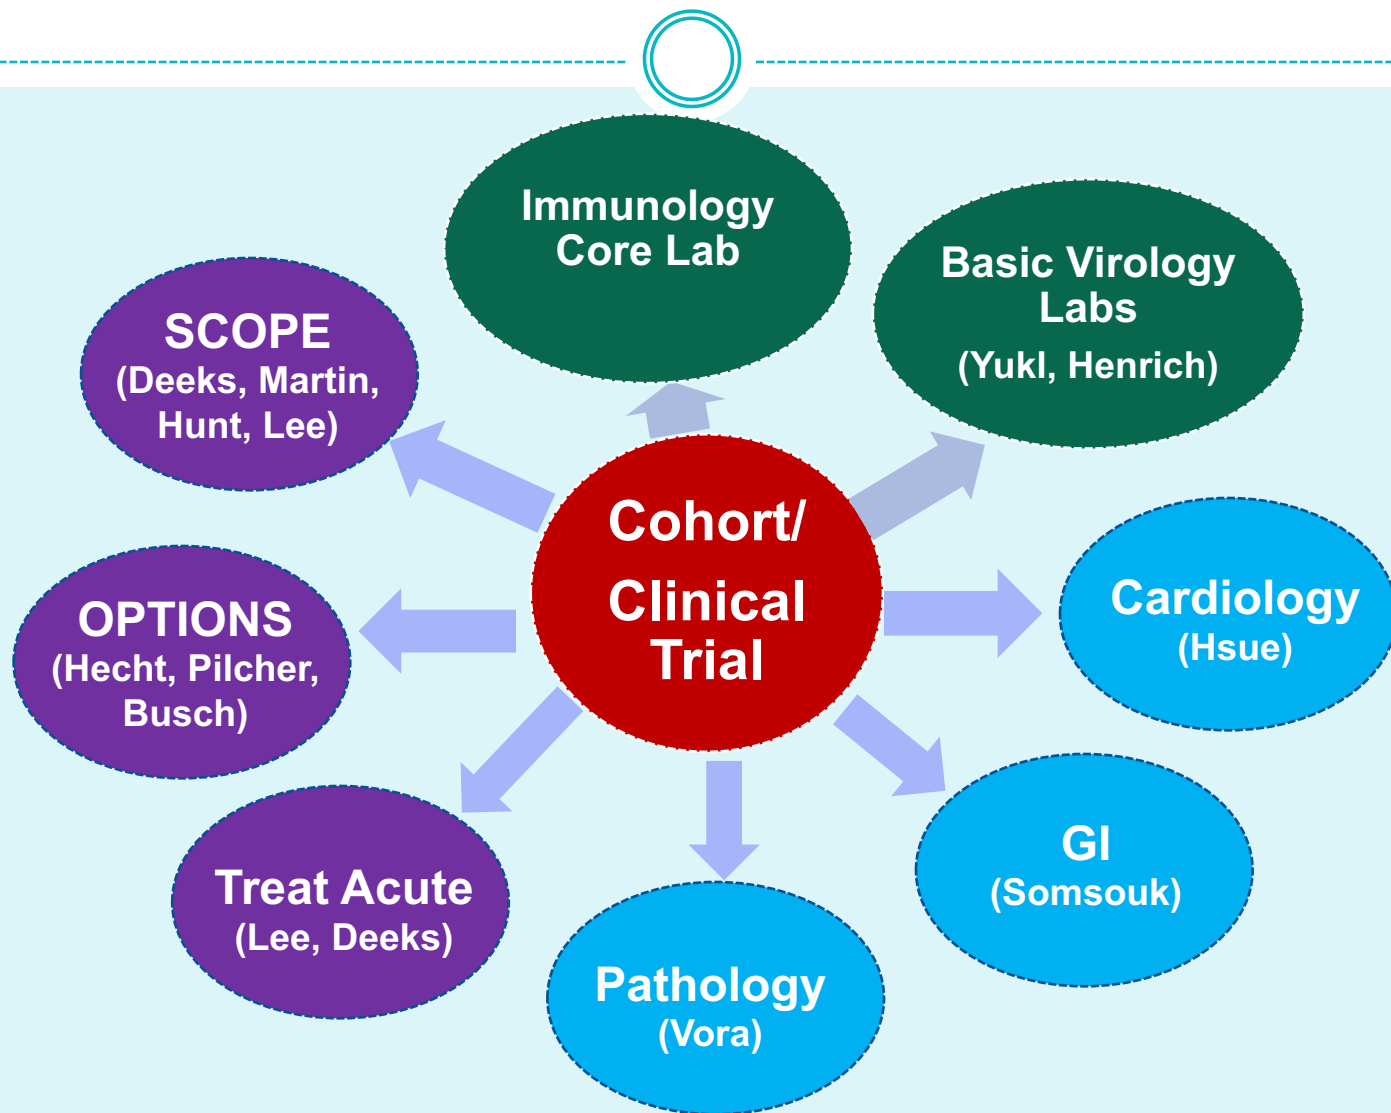 Immunology
Core Lab
Basic Virology
Labs
(Yukl, Henrich)
SCOPE
(Deeks, Martin,
Hunt, Lee)
Cohort/
Clinical
Trial
Cardiology
(Hsue)
OPTIONS
(Hecht, Pilcher,
Busch)
GI
(Somsouk)
Treat Acute
(Lee, Deeks)
Pathology
(Vora)